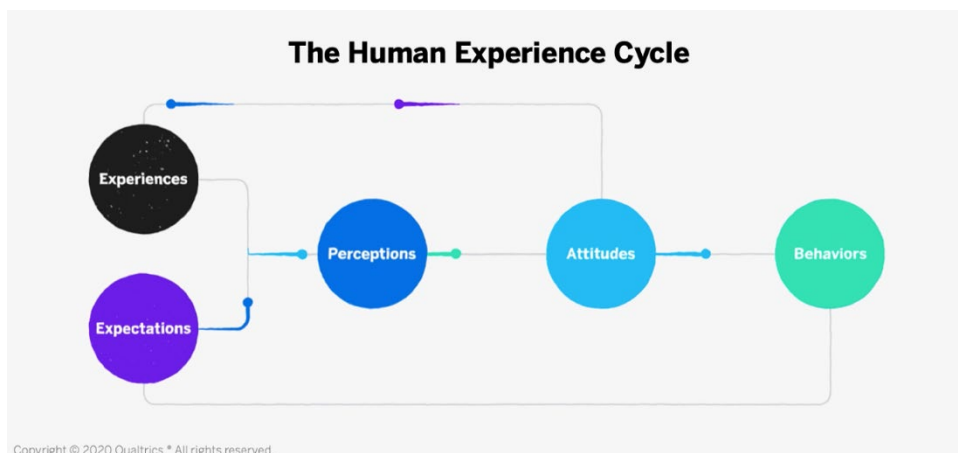 The Human Experience Cycle
Experiences
Perceptions
Attitudes
Behaviors
Expectations
Copyright © 2020 Qualtrics ® All rights reserved